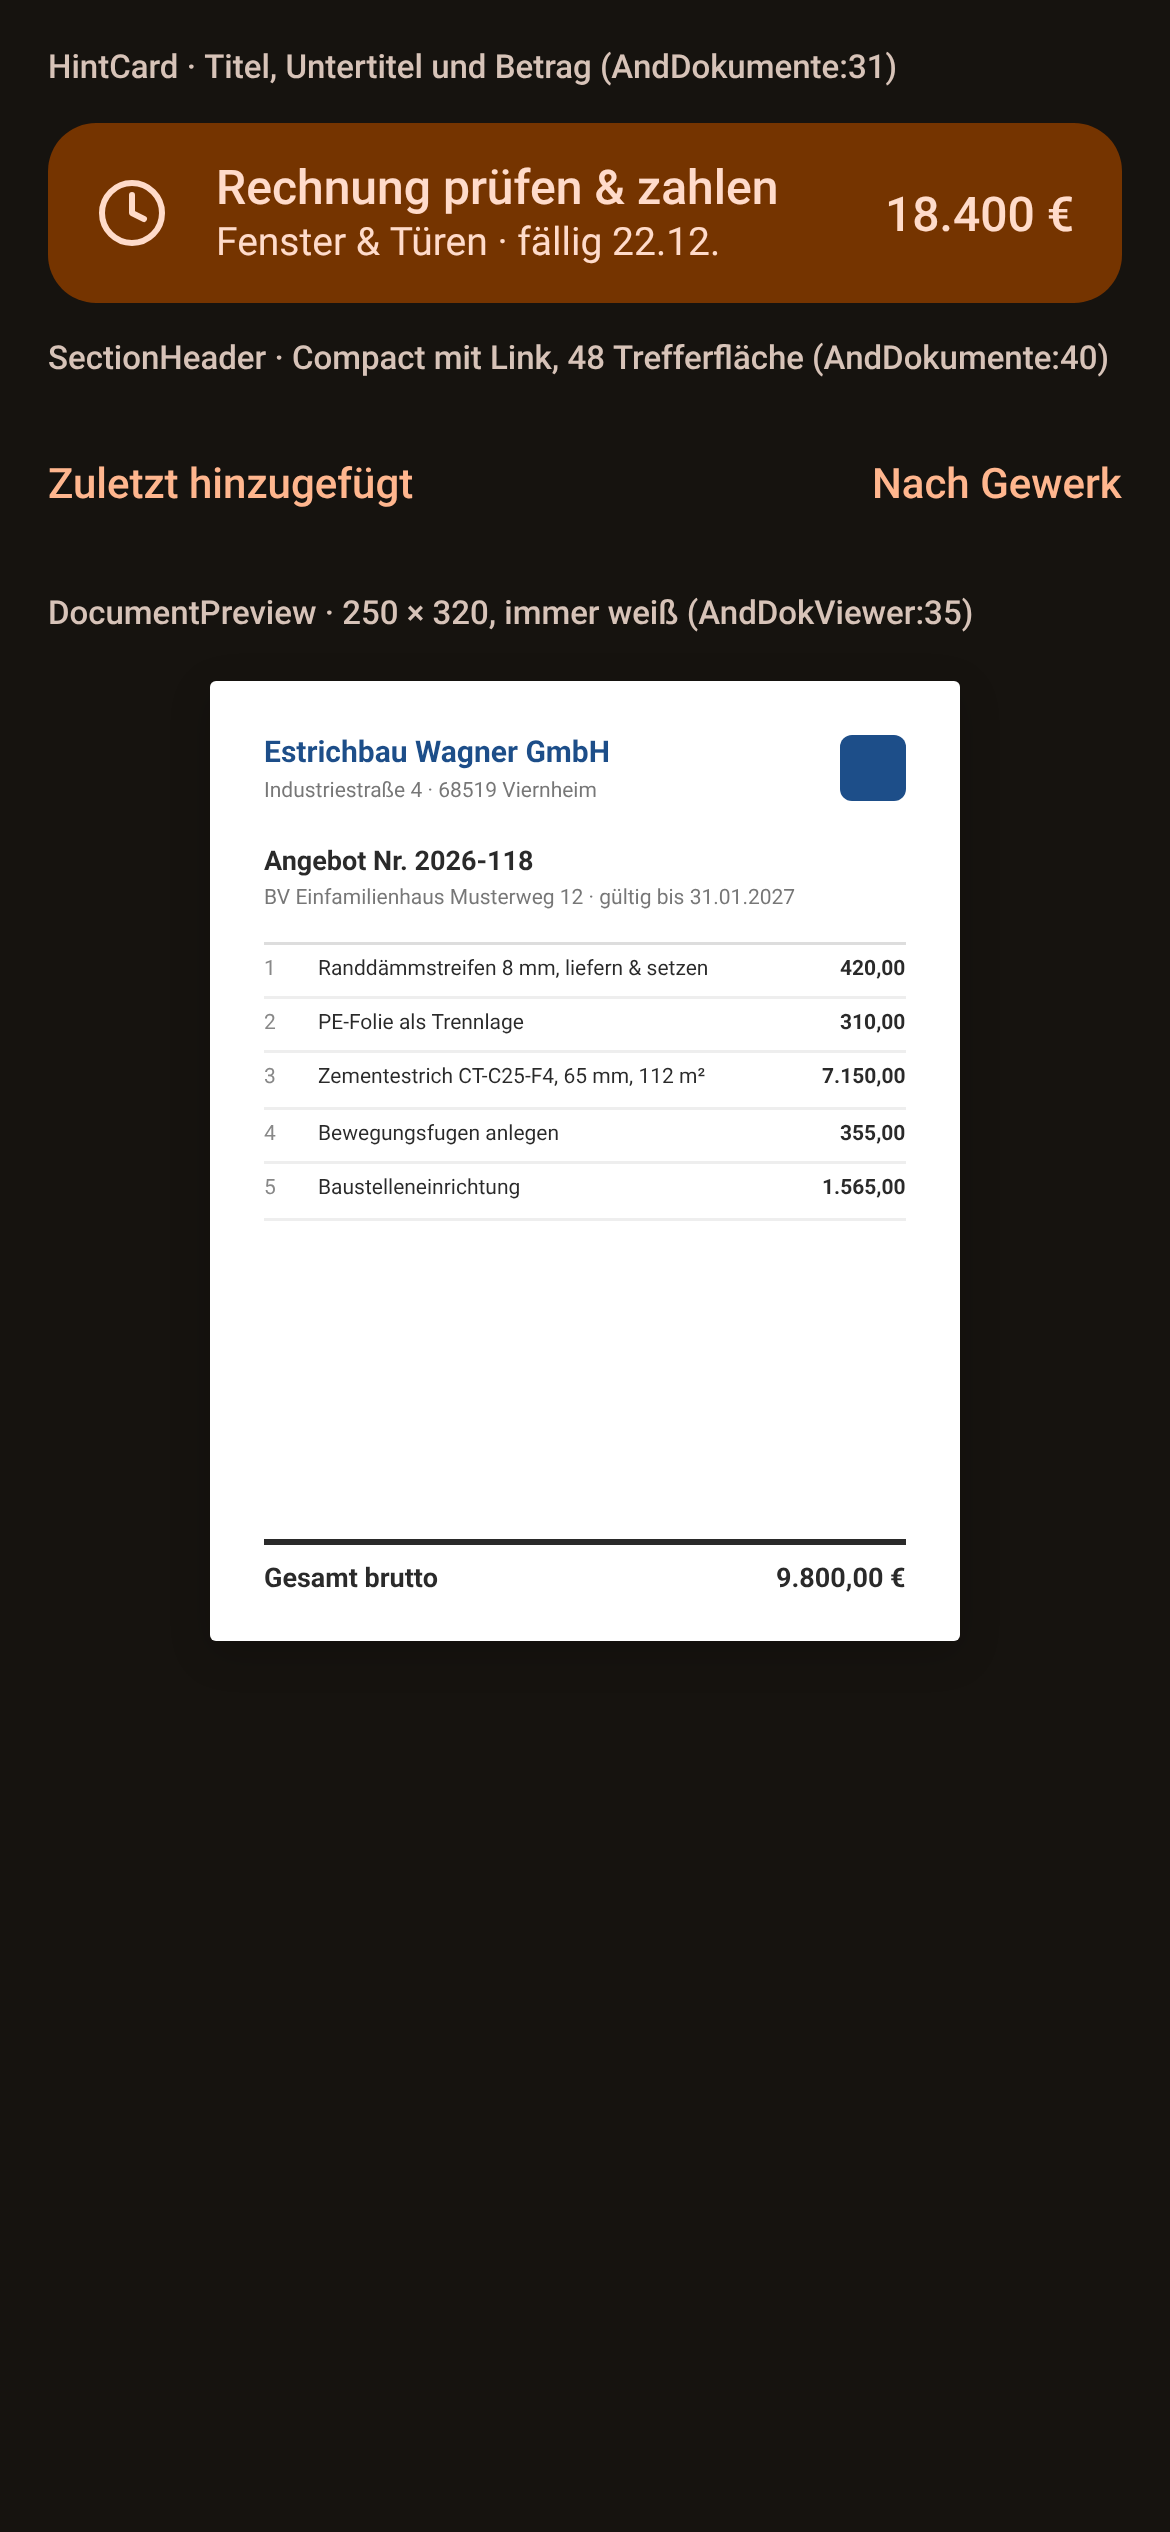 HintCard · Titel, Untertitel und Betrag (AndDokumente:31)
Rechnung prüfen & zahlen
Fenster & Türen · fällig 22.12.
18.400 €
SectionHeader · Compact mit Link, 48 Trefferfläche (AndDokumente:40)
Zuletzt hinzugefügt Nach Gewerk
DocumentPreview · 250 × 320, immer weiß (AndDokViewer:35)
Estrichbau Wagner GmbH
Industriestraße 4 · 68519 Viernheim
Angebot Nr. 2026-118
BV Einfamilienhaus Musterweg 12 · gültig bis 31.01.2027
1 Randdämmstreifen 8 mm, liefern & setzen 420,00
2 PE-Folie als Trennlage 310,00
3 Zementestrich CT-C25-F4, 65 mm, 112 m² 7.150,00
4 Bewegungsfugen anlegen 355,00
5 Baustelleneinrichtung 1.565,00
Gesamt brutto 9.800,00 €